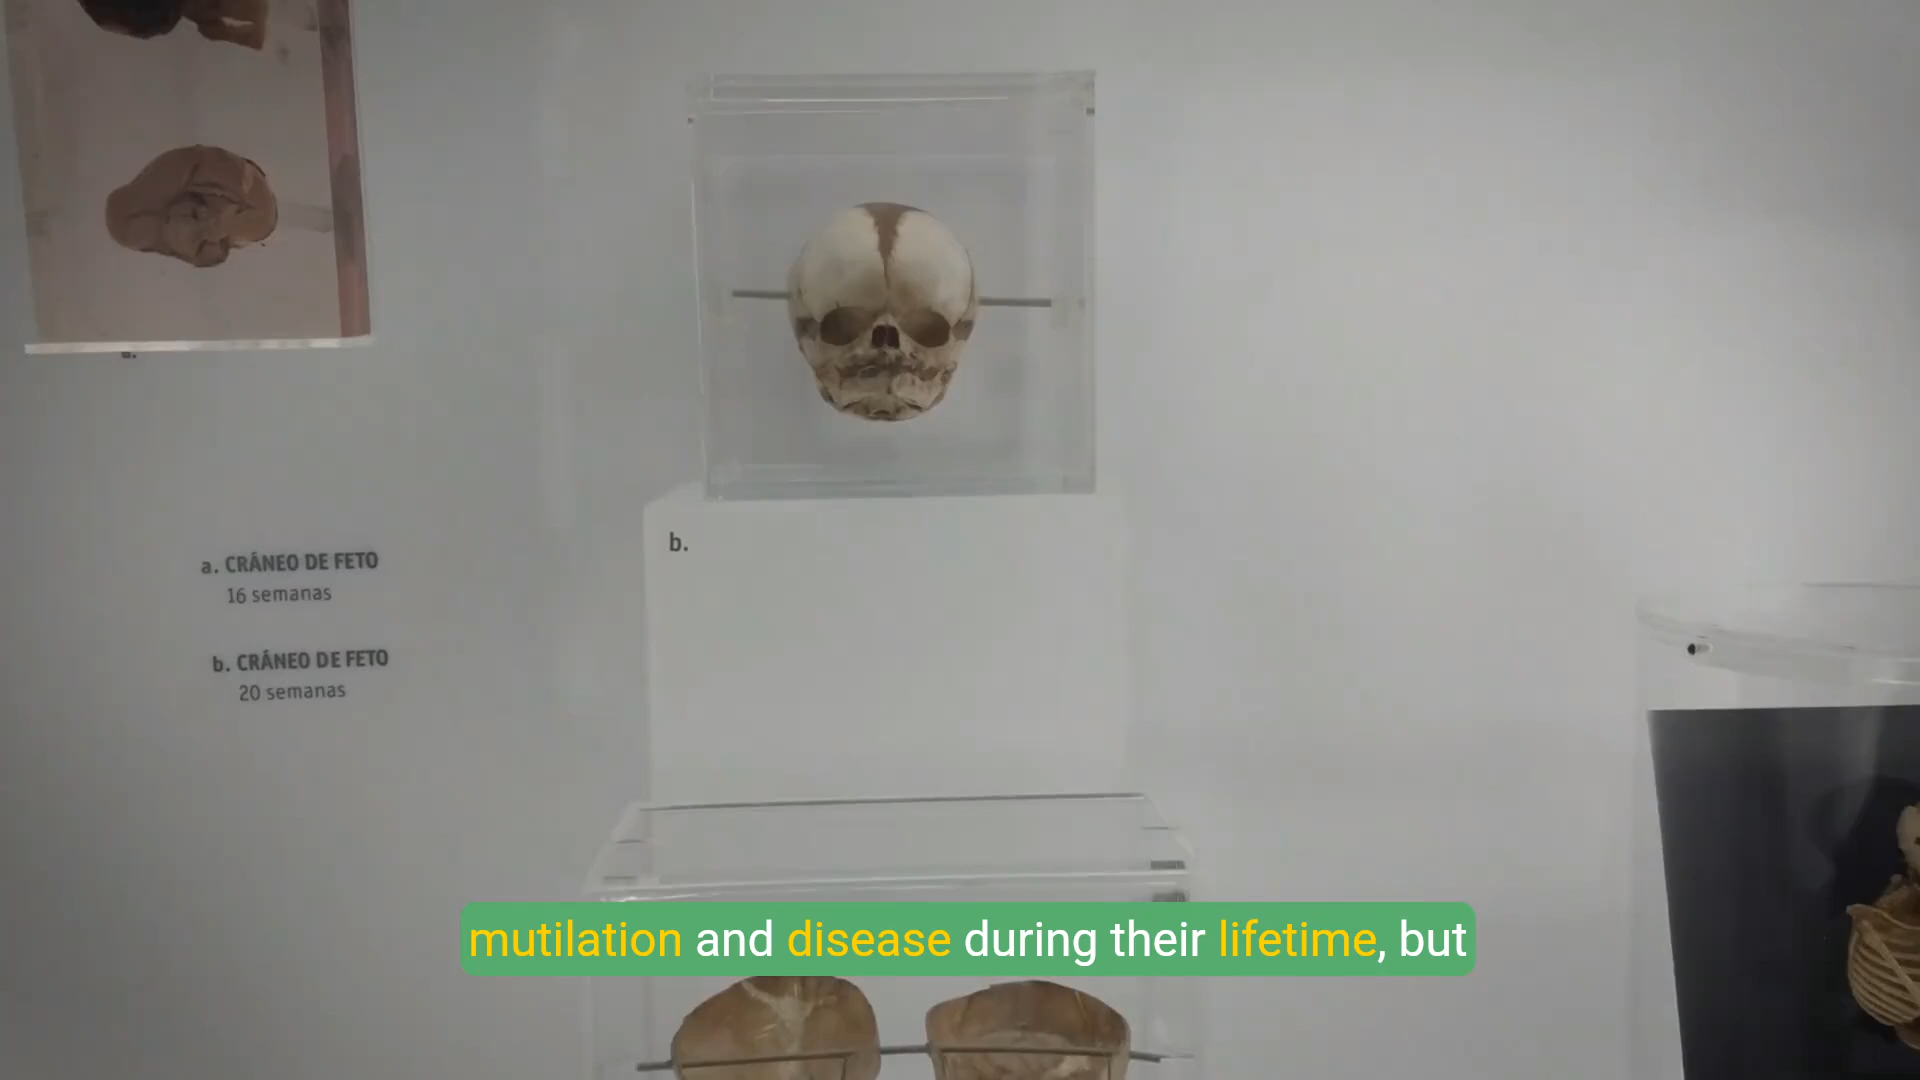 a.
b.
a. CRÁNEO DE FETO
16 semanas
b. CRÁNEO DE FETO
20 semanas
mutilation and disease during their lifetime, but